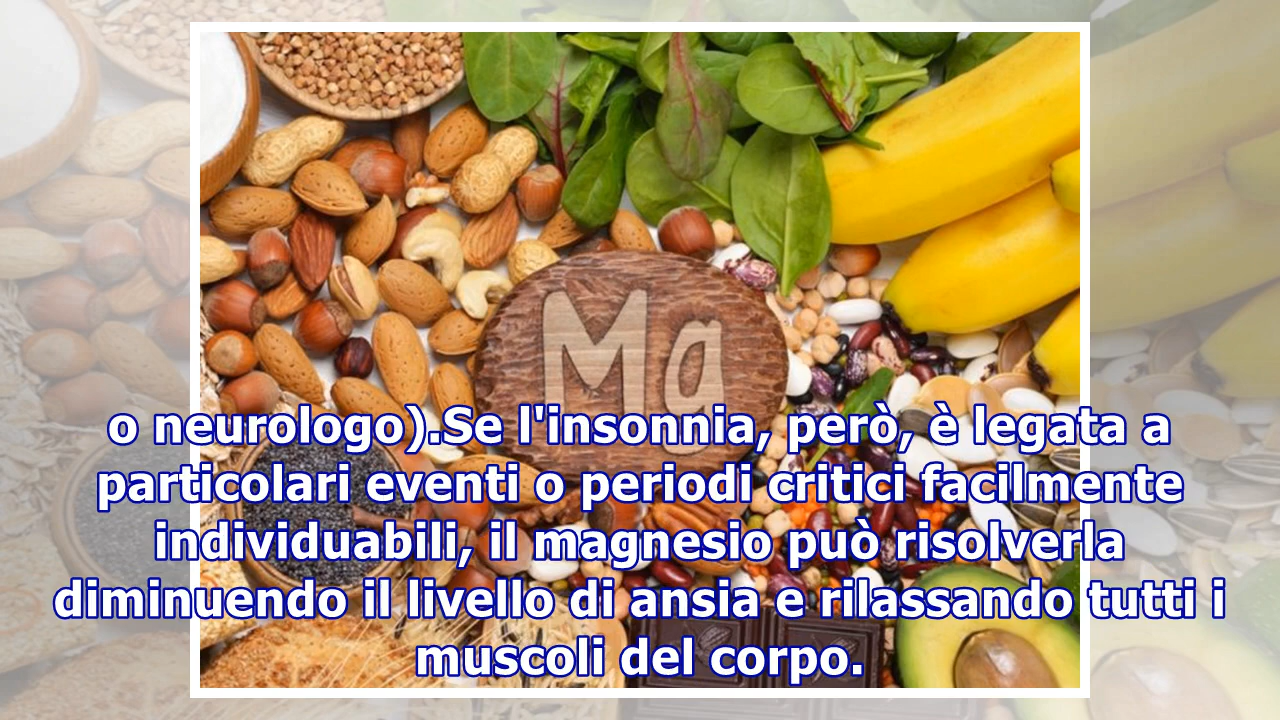 Mg
o neurologo).Se l'insonnia, però, è legata a
particolari eventi o periodi critici facilmente
individuabili, il magnesio può risolverla
diminuendo il livello di ansia e rilassando tutti i
muscoli del corpo.